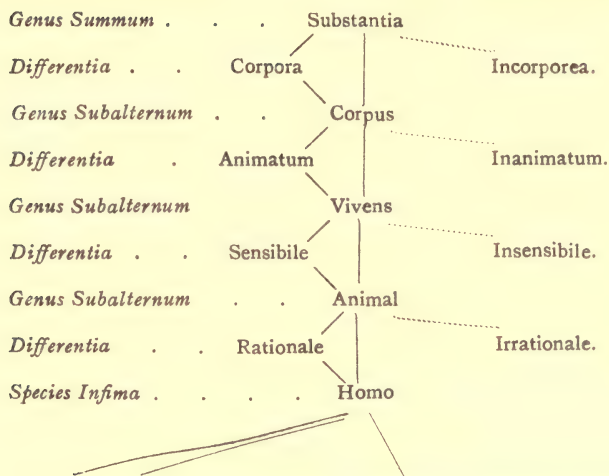 Genus Summum . . Substantia
Differentia . . Corpora Incorporea.
Genus Subalternum . . Corpus
Differentia . Animatum Inanimatum.
Genus Subalternum Vivens
Differentia . . Sensibile Insensibile.
Genus Subalternum . . Animal
Differentia . . Rationale Irrationale.
Species Infima . . . . Homo